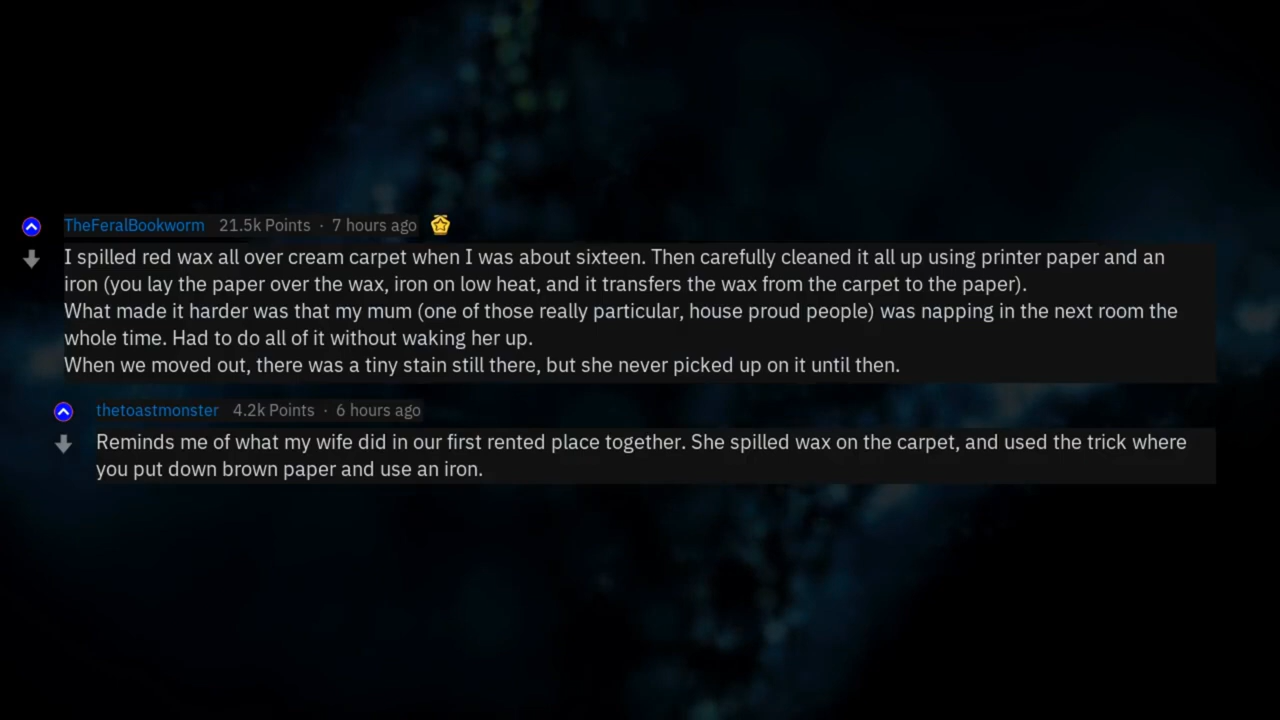 TheFeralBookworm 21.5k Points · 7 hours ago
I spilled red wax all over cream carpet when I was about sixteen. Then carefully cleaned it all up using printer paper and an
iron (you lay the paper over the wax, iron on low heat, and it transfers the wax from the carpet to the paper).
What made it harder was that my mum (one of those really particular, house proud people) was napping in the next room the
whole time. Had to do all of it without waking her up.
When we moved out, there was a tiny stain still there, but she never picked up on it until then.
thetoastmonster 4.2k Points · 6 hours ago
Reminds me of what my wife did in our first rented place together. She spilled wax on the carpet, and used the trick where
you put down brown paper and use an iron.